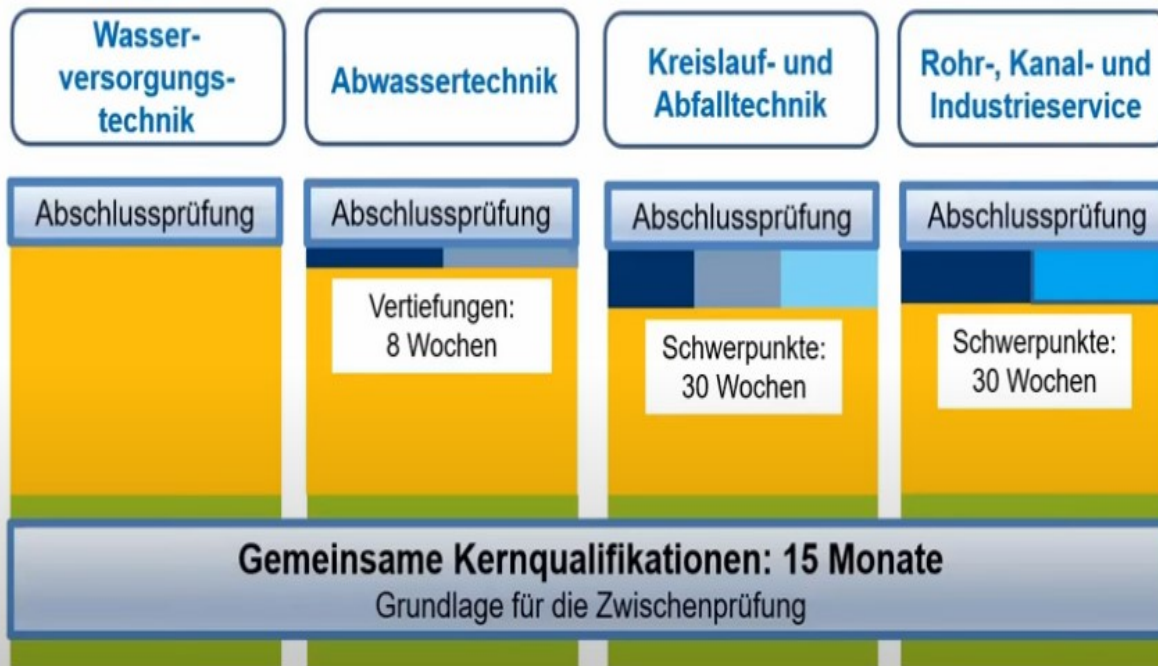 Wasser-
versorgungs-
technik
Abwassertechnik
Kreislauf- und
Abfalltechnik
Rohr-, Kanal- und
Industrieservice
Abschlussprüfung
Abschlussprüfung
Abschlussprüfung
Abschlussprüfung
Vertiefungen:
8 Wochen
Schwerpunkte:
30 Wochen
Schwerpunkte:
30 Wochen
Gemeinsame Kernqualifikationen: 15 Monate
Grundlage für die Zwischenprüfung